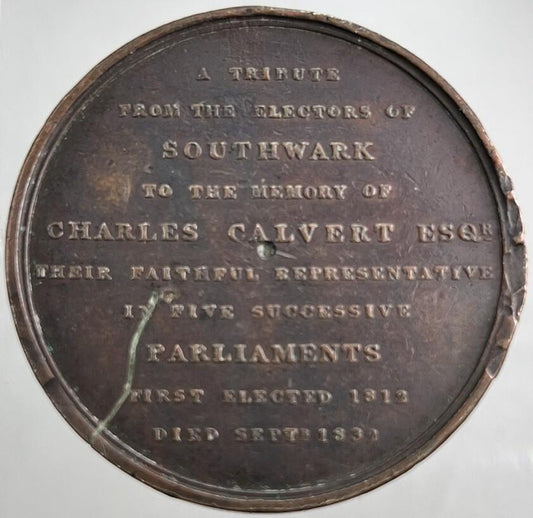 A TRIBUTE
FROM THE ELECTORS OF
SOUTHWARK
TO THE MEMORY OF
CHARLES CALVERT ESQR
THEIR FAITHFUL REPRESENTATIVE
IN FIVE SUCCESSIVE
PARLIAMENTS
FIRST ELECTED 1812
DIED SEPTR 1832